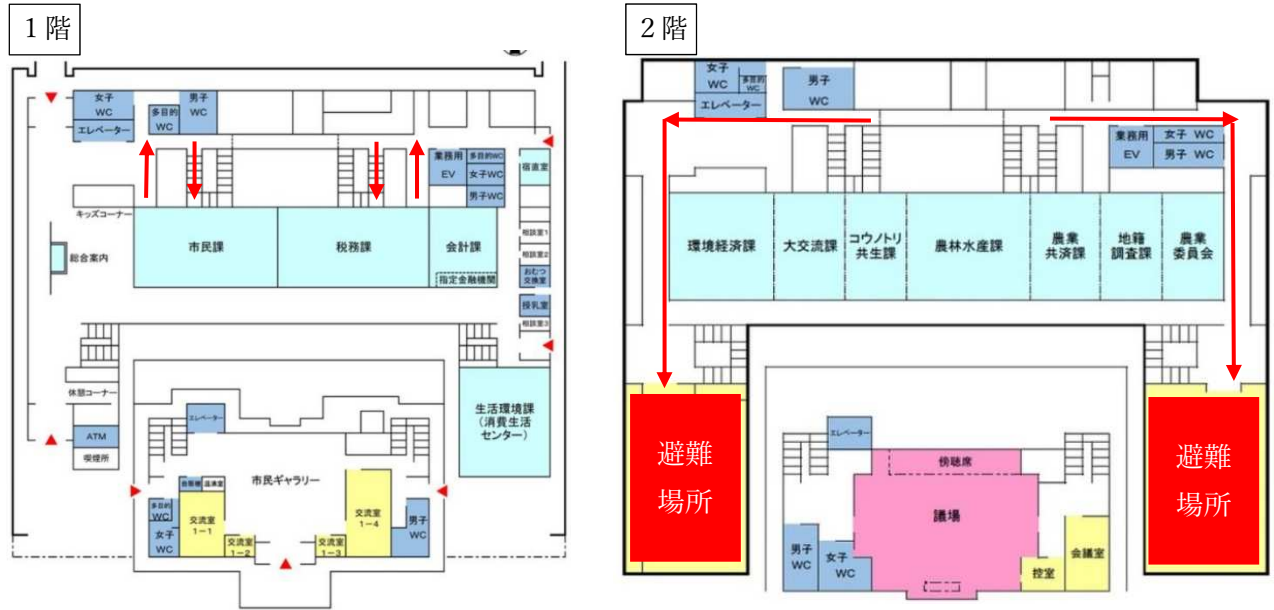 1階
女子
WC
多目的
WC
男子
WC
エレベーター
業務用
EV
多目的WC
女子WC
男子WC
宿直室
キッズコーナー
総合案内
市民課
税務課
会計課
指定金融機関
相談室1
相談室2
おむつ
交換室
授乳室
相談室3
休憩コーナー
ATM
喫煙所
エレベーター
生活環境課
(消費生活
センター)
市民ギャラリー
自販機
湯沸室
多目的
WC
女子
WC
交流室
1-1
交流室
1-2
交流室
1-3
交流室
1-4
男子
WC
2階
女子
WC
多目的
WC
男子
WC
エレベーター
業務用
EV
女子 WC
男子 WC
環境経済課
大交流課
コウノトリ
共生課
農林水産課
農業
共済課
地籍
調査課
農業
委員会
避難
場所
避難
場所
エレベーター
傍聴席
議場
男子
WC
女子
WC
控室
会議室